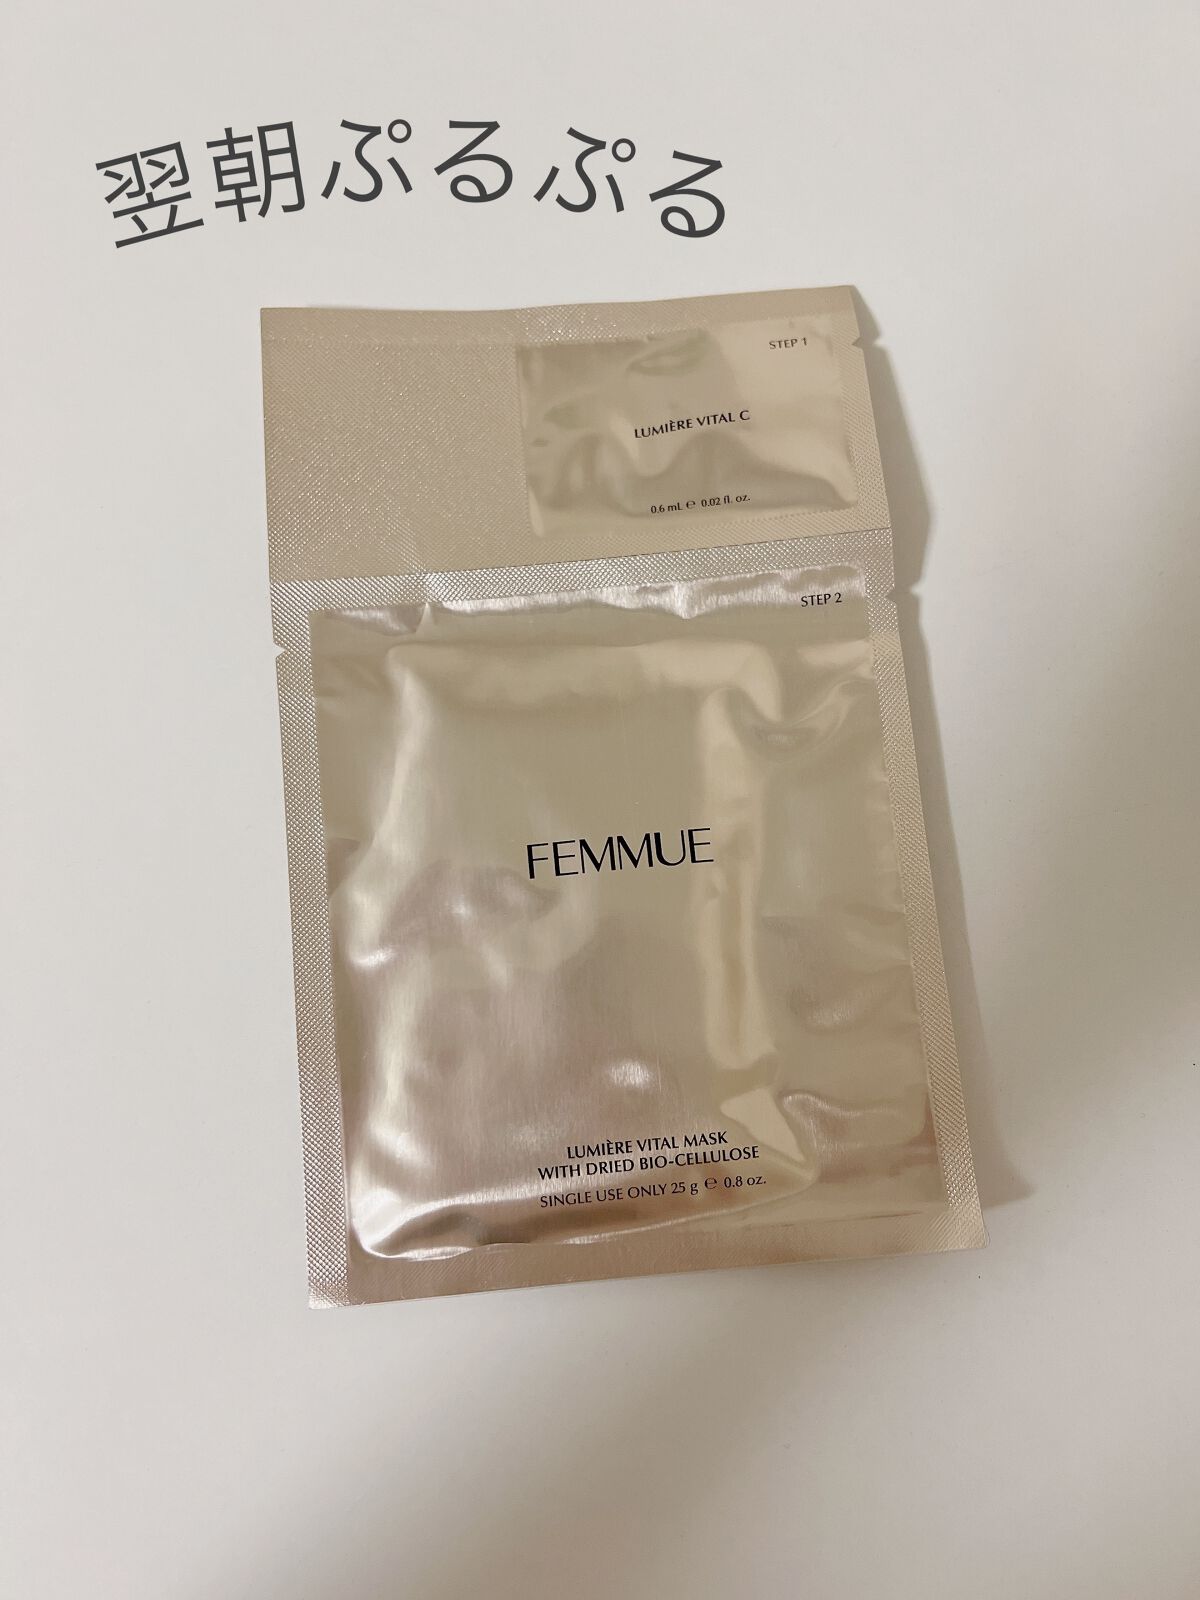 翌朝ぷるぷる
STEP 1
LUMIÈRE VITAL C
0.6 mL ℮ 0.02 fl. oz.
STEP 2
FEMMUE
LUMIÈRE VITAL MASK
WITH DRIED BIO-CELLULOSE
SINGLE USE ONLY 25 g ℮ 0.8 oz.